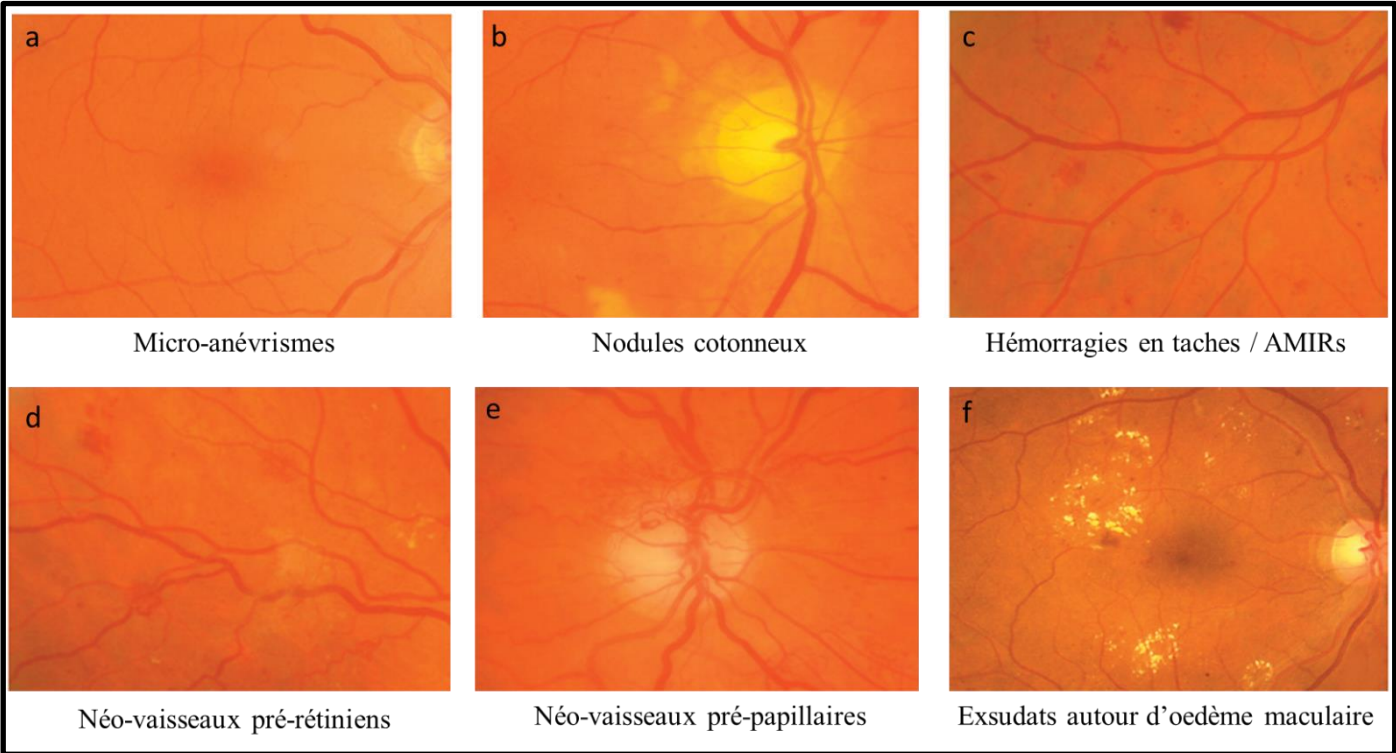 a
b
c
Micro-anévrismes
Nodules cotonneux
Hémorragies en taches / AMIRs
d
e
f
Néo-vaisseaux pré-rétiniens
Néo-vaisseaux pré-papillaires
Exsudats autour d’oedème maculaire